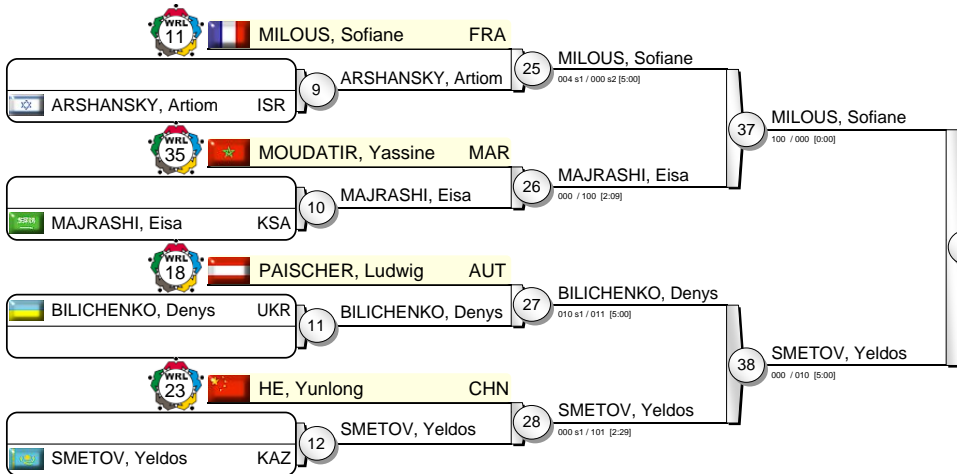 WRL
11
MILOUS, Sofiane FRA
ARSHANSKY, Artiom ISR
9
ARSHANSKY, Artiom
25
MILOUS, Sofiane
004 s1 / 000 s2 [5:00]
WRL
35
MOUDATIR, Yassine MAR
MAJRASHI, Eisa KSA
10
MAJRASHI, Eisa
26
MAJRASHI, Eisa
000 / 100 [2:09]
37
MILOUS, Sofiane
100 / 000 [0:00]
WRL
18
PAISCHER, Ludwig AUT
BILICHENKO, Denys UKR
11
BILICHENKO, Denys
27
BILICHENKO, Denys
010 s1 / 011 [5:00]
WRL
23
HE, Yunlong CHN
SMETOV, Yeldos KAZ
12
SMETOV, Yeldos
28
SMETOV, Yeldos
000 s1 / 101 [2:29]
38
SMETOV, Yeldos
000 / 010 [5:00]